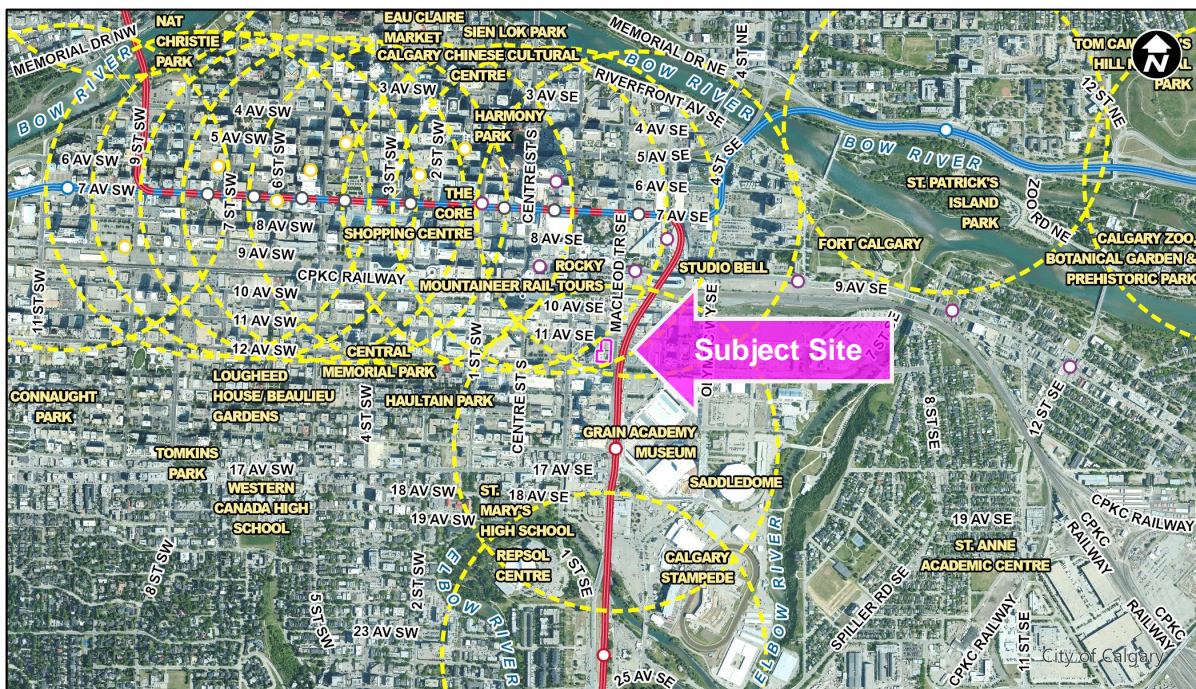 NAT
CHRISTIE
PARK
MEMORIAL DR NW
BOW RIVER
EAU CLAIRE
MARKET
SIEN LOK PARK
CALGARY CHINESE CULTURAL
CENTRE
MEMORIAL DR NE
BOW RIVER
RIVERFRONT AV SE
4 ST NE
TOM CAM
'S
HILL N
L
PARK
N
12 ST NE
3 AV SW
3 AV SE
4 AV SW
5 AV SW
6 AV SW
7 AV SW
8 AV SW
9 AV SW
9 ST SW
7 ST SW
6 ST SW
3 ST SW
2 ST SW
HARMONY
PARK
CENTRE ST S
4 AV SE
5 AV SE
6 AV SE
7 AV SE
4 ST SE
THE
CORE
SHOPPING CENTRE
8 AV SE
BOW RIVER
ST. PATRICK'S
ISLAND
PARK
ZOO
RD NE
FORT CALGARY
CALGARY ZOO,
BOTANICAL GARDEN &
PREHISTORIC PARK
CPKC RAILWAY
ROCKY
MOUNTAINEER RAIL TOURS
MACLEOD TR SE
STUDIO BELL
9 AV SE
11 ST SW
10 AV SW
11 AV SW
12 AV SW
10 AV SE
11 AV SE
1 ST SW
Subject Site
7 ST SE
CENTRAL
MEMORIAL PARK
LOUGHEED
HOUSE/ BEAULIEU
GARDENS
CONNAUGHT
PARK
4 ST SW
HAULTAIN PARK
CENTRE ST S
8 ST SE
12 ST SE
TOMKINS
PARK
GRAIN ACADEMY
MUSEUM
17 AV SW
17 AV SE
WESTERN
CANADA HIGH
SCHOOL
18 AV SW
19 AV SW
ST.
MARY'S
HIGH SCHOOL
18 AV SE
SADDLEDOME
CPKC RAILWAY
CPKC
RAILWAY
19 AV SE
ST. ANNE
ACADEMIC CENTRE
8 ST SW
5 ST SW
2 ST SW
23 AV SW
ELBOW RIVER
REPSOL
CENTRE
1 ST SE
CALGARY
STAMPEDE
ELBOW RIVER
SPILLER RD SE
CPKC RAILWAY
11 ST SE
CPKC
RAILWAY
25 AV SE
City of Calgary